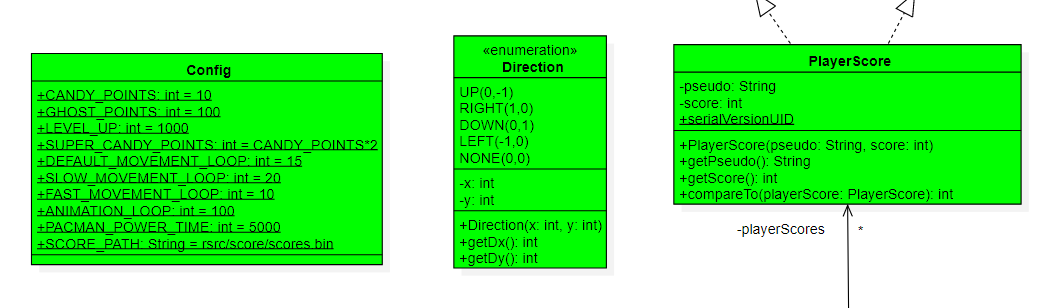 Config
+CANDY_POINTS: int = 10
+GHOST_POINTS: int = 100
+LEVEL_UP: int = 1000
+SUPER_CANDY_POINTS: int = CANDY_POINTS*2
+DEFAULT_MOVEMENT_LOOP: int = 15
+SLOW_MOVEMENT_LOOP: int = 20
+FAST_MOVEMENT_LOOP: int = 10
+ANIMATION_LOOP: int = 100
+PACMAN_POWER_TIME: int = 5000
+SCORE_PATH: String = rsrc/score/scores.bin
«enumeration»
Direction
UP(0,-1)
RIGHT(1,0)
DOWN(0,1)
LEFT(-1,0)
NONE(0,0)
-x: int
-y: int
+Direction(x: int, y: int)
+getDx(): int
+getDy(): int
PlayerScore
-pseudo: String
-score: int
+serialVersionUID
+PlayerScore(pseudo: String, score: int)
+getPseudo(): String
+getScore(): int
+compareTo(playerScore: PlayerScore): int
-playerScores *